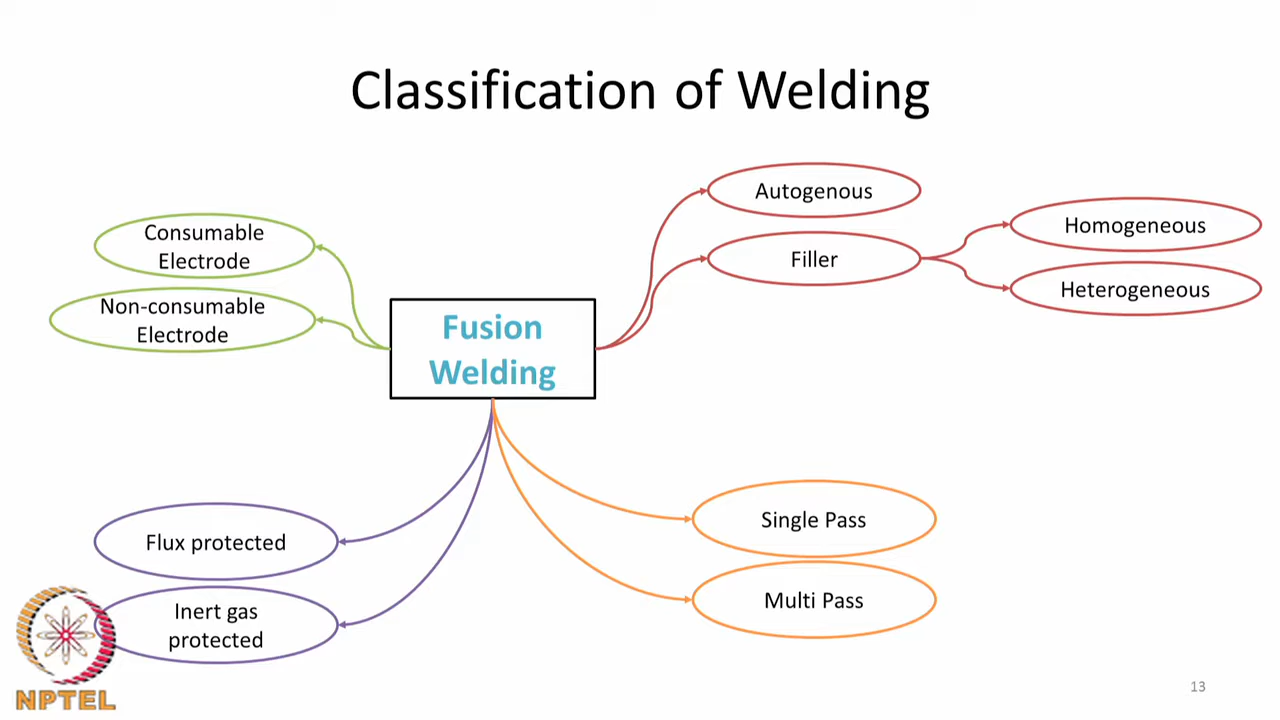 Classification of Welding
Consumable
Electrode
Non-consumable
Electrode
Fusion
Welding
Autogenous
Filler
Homogeneous
Heterogeneous
Flux protected
Inert gas
protected
Single Pass
Multi Pass
NPTEL
13